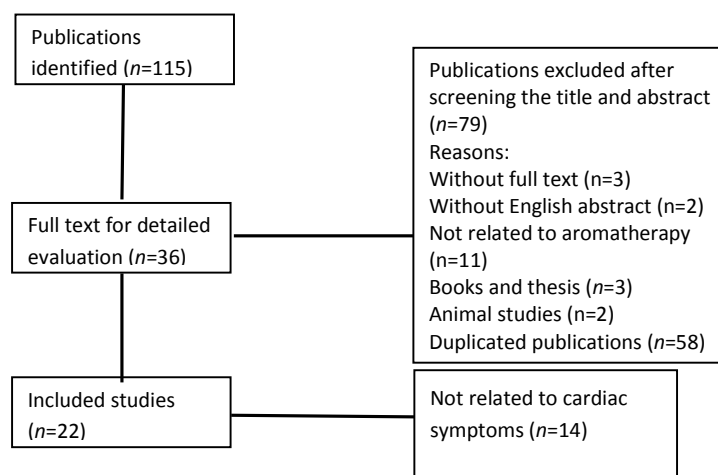 Publications
identified (n=115)
Publications excluded after
screening the title and abstract
(n=79)
Reasons:
Without full text (n=3)
Without English abstract (n=2)
Not related to aromatherapy
(n=11)
Books and thesis (n=3)
Animal studies (n=2)
Duplicated publications (n=58)
Full text for detailed
evaluation (n=36)
Included studies
(n=22)
Not related to cardiac
symptoms (n=14)